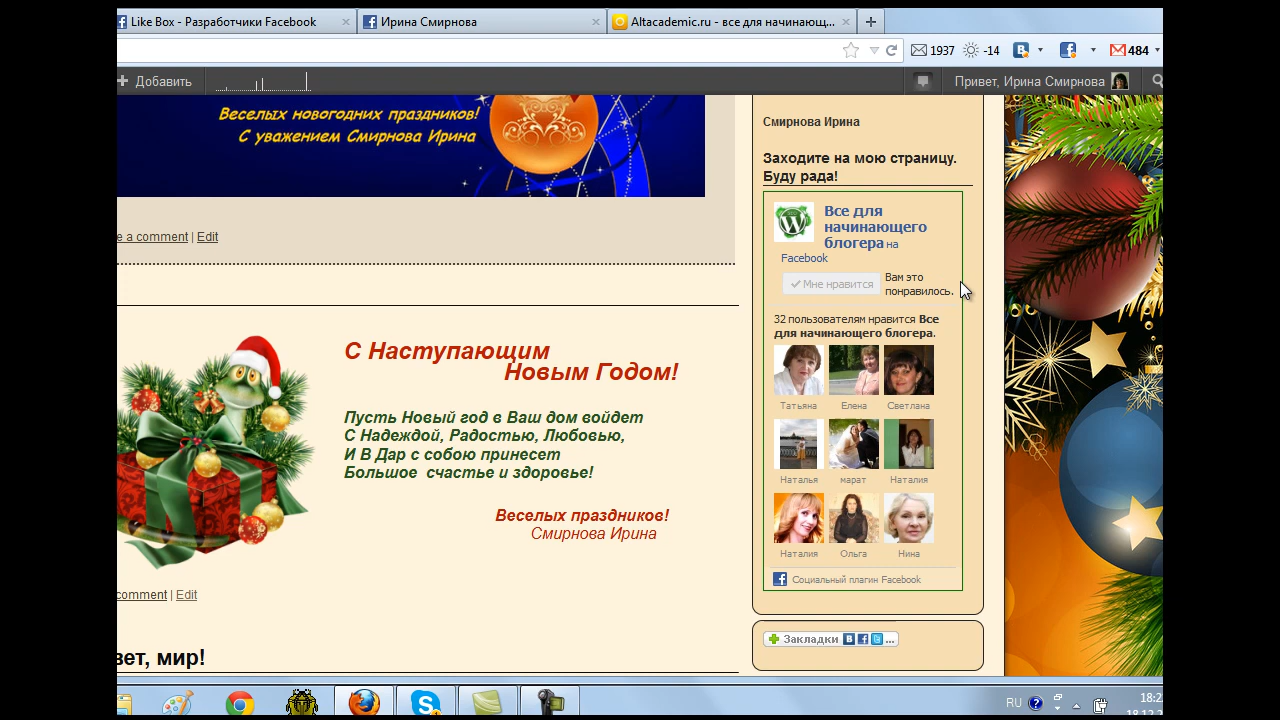 Like Box - Разработчики Facebook
Ирина Смирнова
Altacademic.ru - все для начинающ...
1937
-14
484
Добавить
Привет, Ирина Смирнова
Веселых новогодних праздников!
С уважением Смирнова Ирина
e a comment | Edit
С Наступающим
Новым Годом!
Пусть Новый год в Ваш дом войдет
С Надеждой, Радостью, Любовью,
И В Дар с собою принесет
Большое счастье и здоровье!
Веселых праздников!
Смирнова Ирина
comment | Edit
вет, мир!
Смирнова Ирина
Заходите на мою страницу.
Буду рада!
Все для
начинающего
блогера на
Facebook
Мне нравится
Вам это
понравилось.
32 пользователям нравится Все
для начинающего блогера.
Татьяна Елена Светлана
Наталья марат Наталия
Наталия Ольга Нина
Социальный плагин Facebook
Закладки ...
RU
18:2
18.12.2